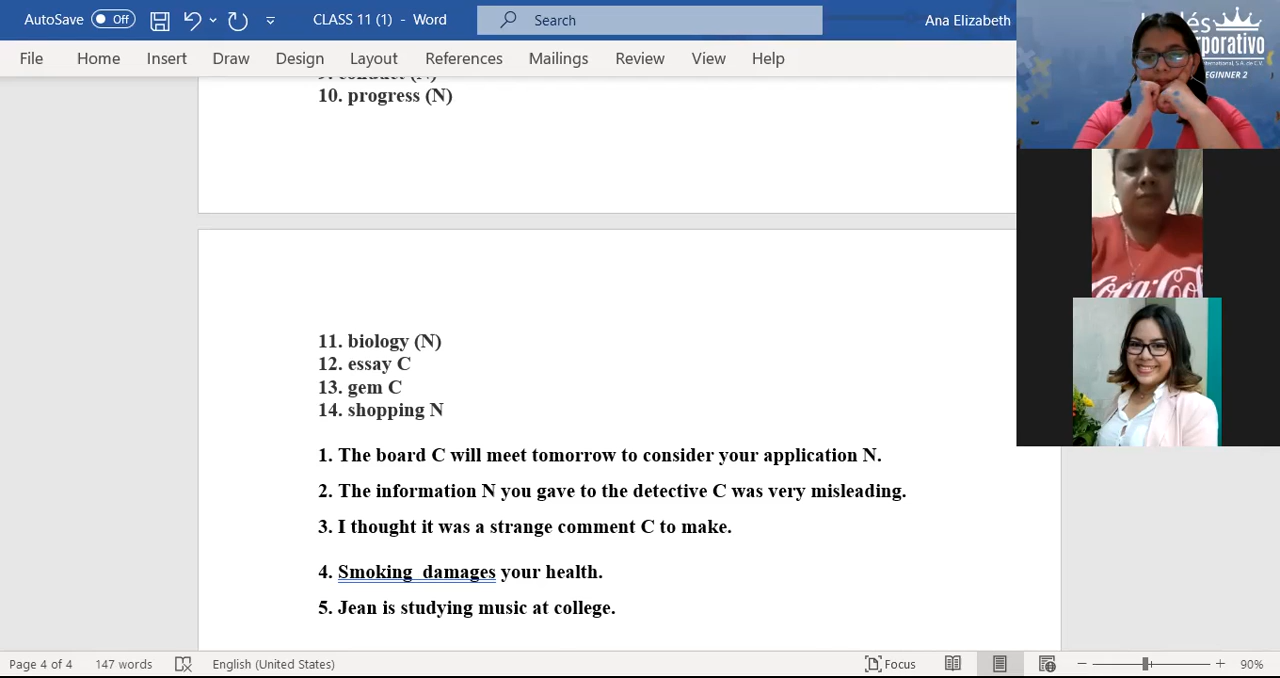 AutoSave Off CLASS 11 (1) - Word Search Ana Elizabeth
File Home Insert Draw Design Layout References Mailings Review View Help
9. conduct (N)
10. progress (N)
11. biology (N)
12. essay C
13. gem C
14. shopping N
1. The board C will meet tomorrow to consider your application N.
2. The information N you gave to the detective C was very misleading.
3. I thought it was a strange comment C to make.
4. Smoking damages your health.
5. Jean is studying music at college.
Page 4 of 4 147 words English (United States) Focus 90%
Coca-Col